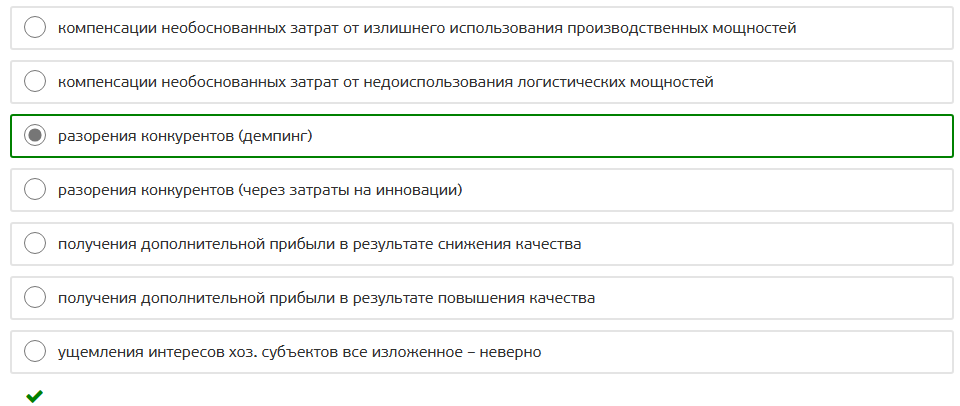 компенсации необоснованных затрат от излишнего использования производственных мощностей
компенсации необоснованных затрат от недоиспользования логистических мощностей
разорения конкурентов (демпинг)
разорения конкурентов (через затраты на инновации)
получения дополнительной прибыли в результате снижения качества
получения дополнительной прибыли в результате повышения качества
ущемления интересов хоз. субъектов все изложенное – неверно